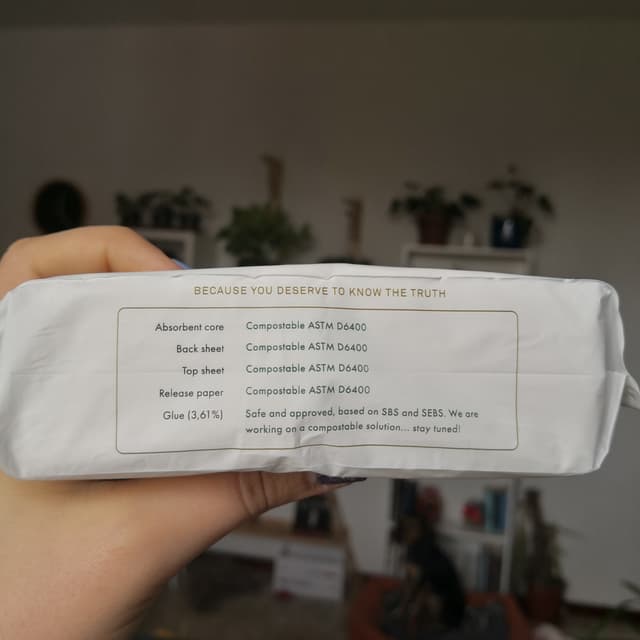 BECAUSE YOU DESERVE TO KNOW THE TRUTH
Absorbent core Compostable ASTM D6400
Back sheet Compostable ASTM D6400
Top sheet Compostable ASTM D6400
Release paper Compostable ASTM D6400
Glue (3,61%) Safe and approved, based on SBS and SEBS. We are
working on a compostable solution... stay tuned!